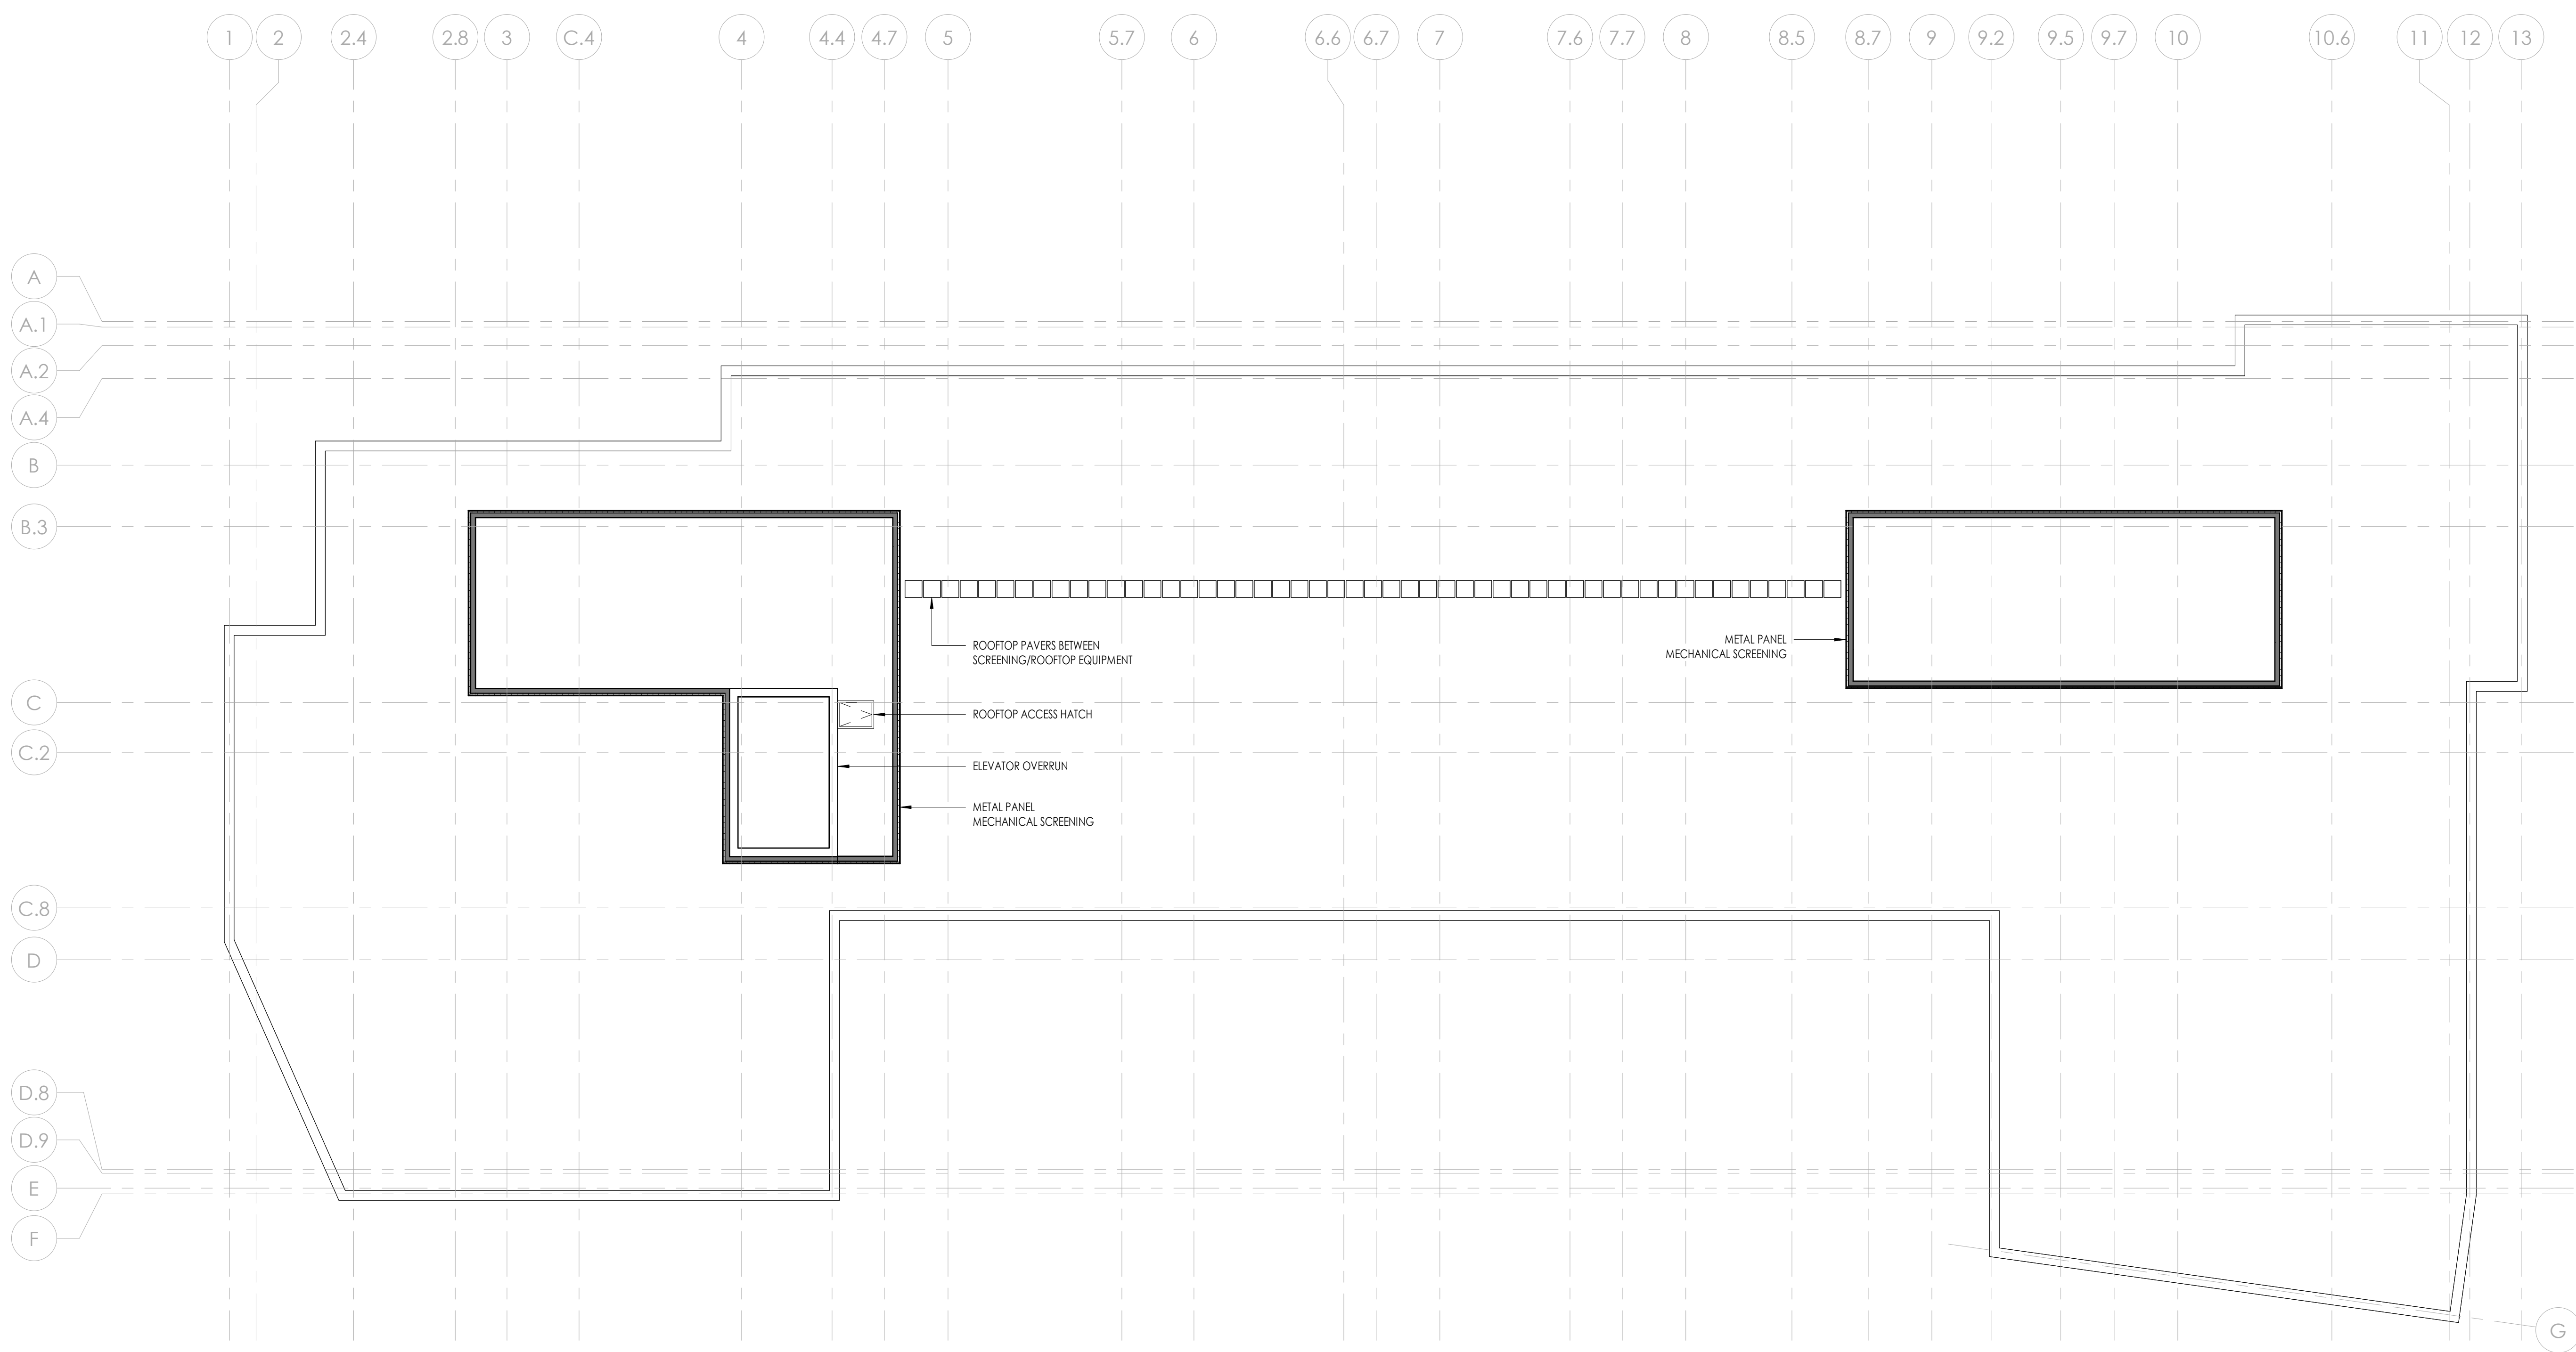 1
2
2.4
2.8
3
C.4
4
4.4
4.7
5
5.7
6
6.6
6.7
7
7.6
7.7
8
8.5
8.7
9
9.2
9.5
9.7
10
10.6
11
12
13
A
A.1
A.2
A.4
B
B.3
ROOFTOP PAVERS BETWEEN
SCREENING/ROOFTOP EQUIPMENT
METAL PANEL
MECHANICAL SCREENING
C
ROOFTOP ACCESS HATCH
C.2
ELEVATOR OVERRUN
METAL PANEL
MECHANICAL SCREENING
C.8
D
D.8
D.9
E
F
G